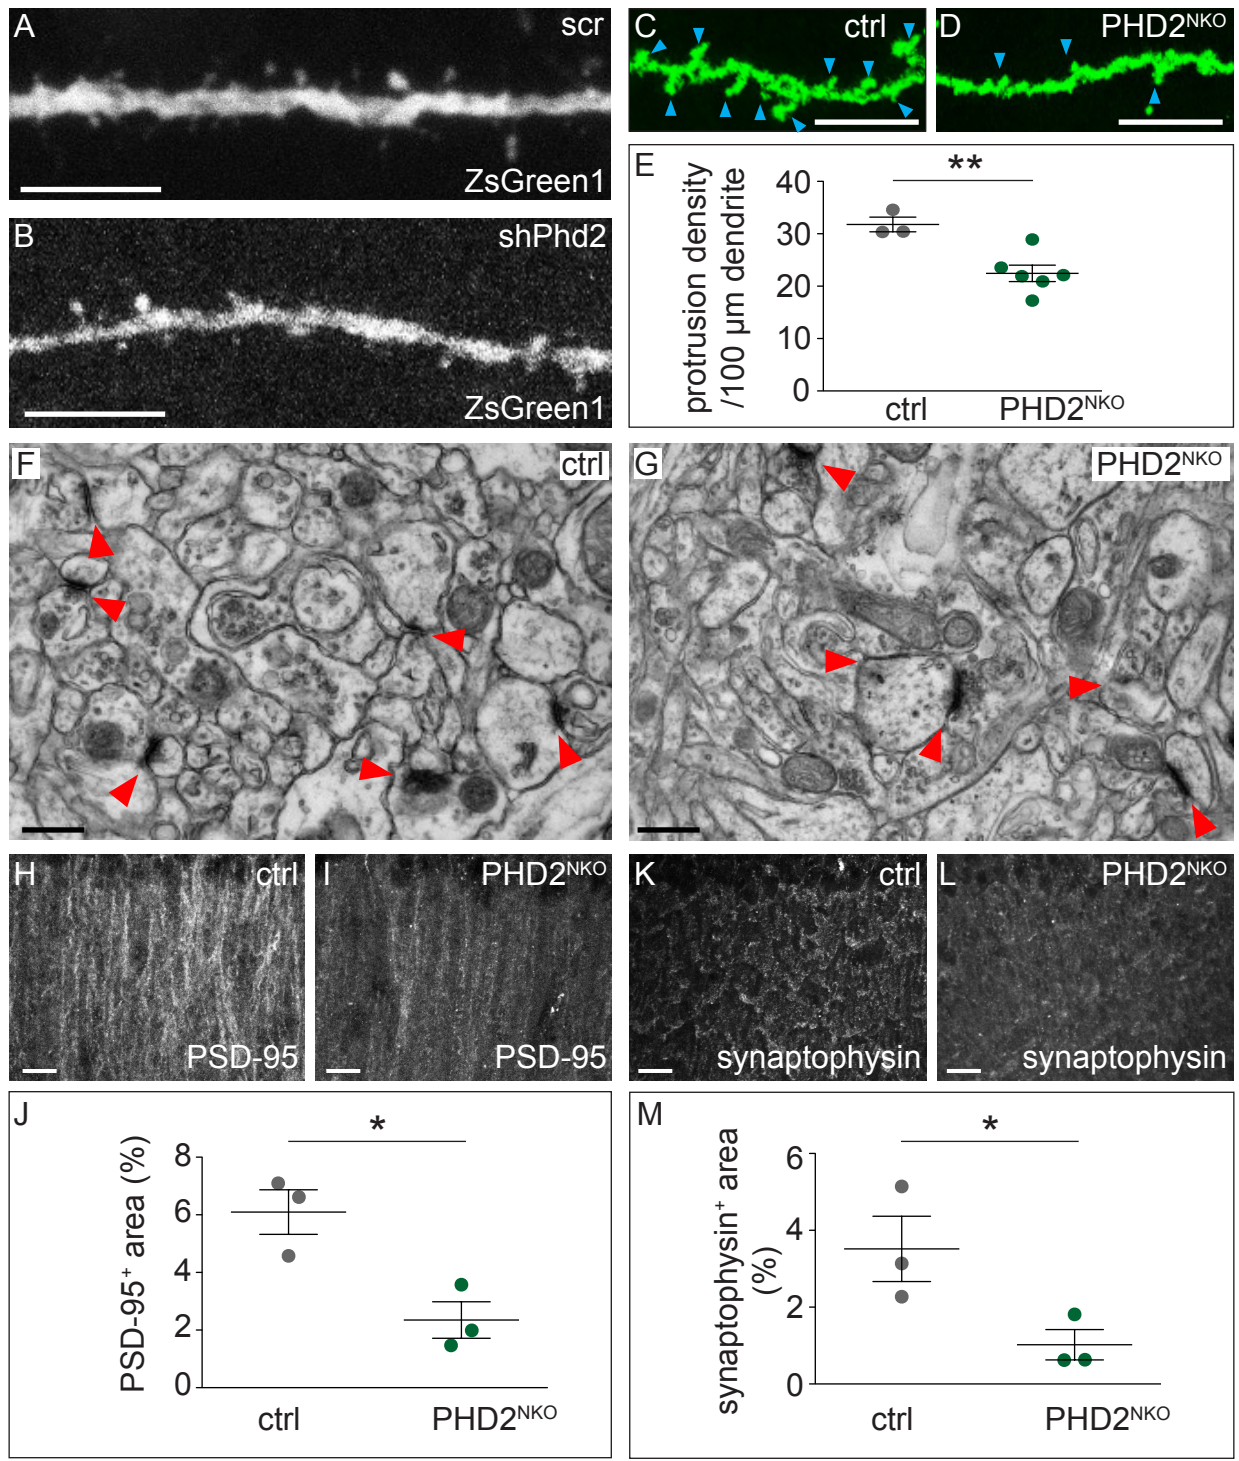 A scr
ZsGreen1
B shPhd2
ZsGreen1
C ctrl
D PHD2ᴺᴷᴼ
E
**
protrusion density
/100 µm dendrite
40
30
20
10
0
ctrl PHD2ᴺᴷᴼ
F ctrl
G PHD2ᴺᴷᴼ
H ctrl
PSD-95
I PHD2ᴺᴷᴼ
PSD-95
K ctrl
synaptophysin
L PHD2ᴺᴷᴼ
synaptophysin
J
*
PSD-95⁺ area (%)
8
6
4
2
0
ctrl PHD2ᴺᴷᴼ
M
*
synaptophysin⁺ area
(%)
6
4
2
0
ctrl PHD2ᴺᴷᴼ